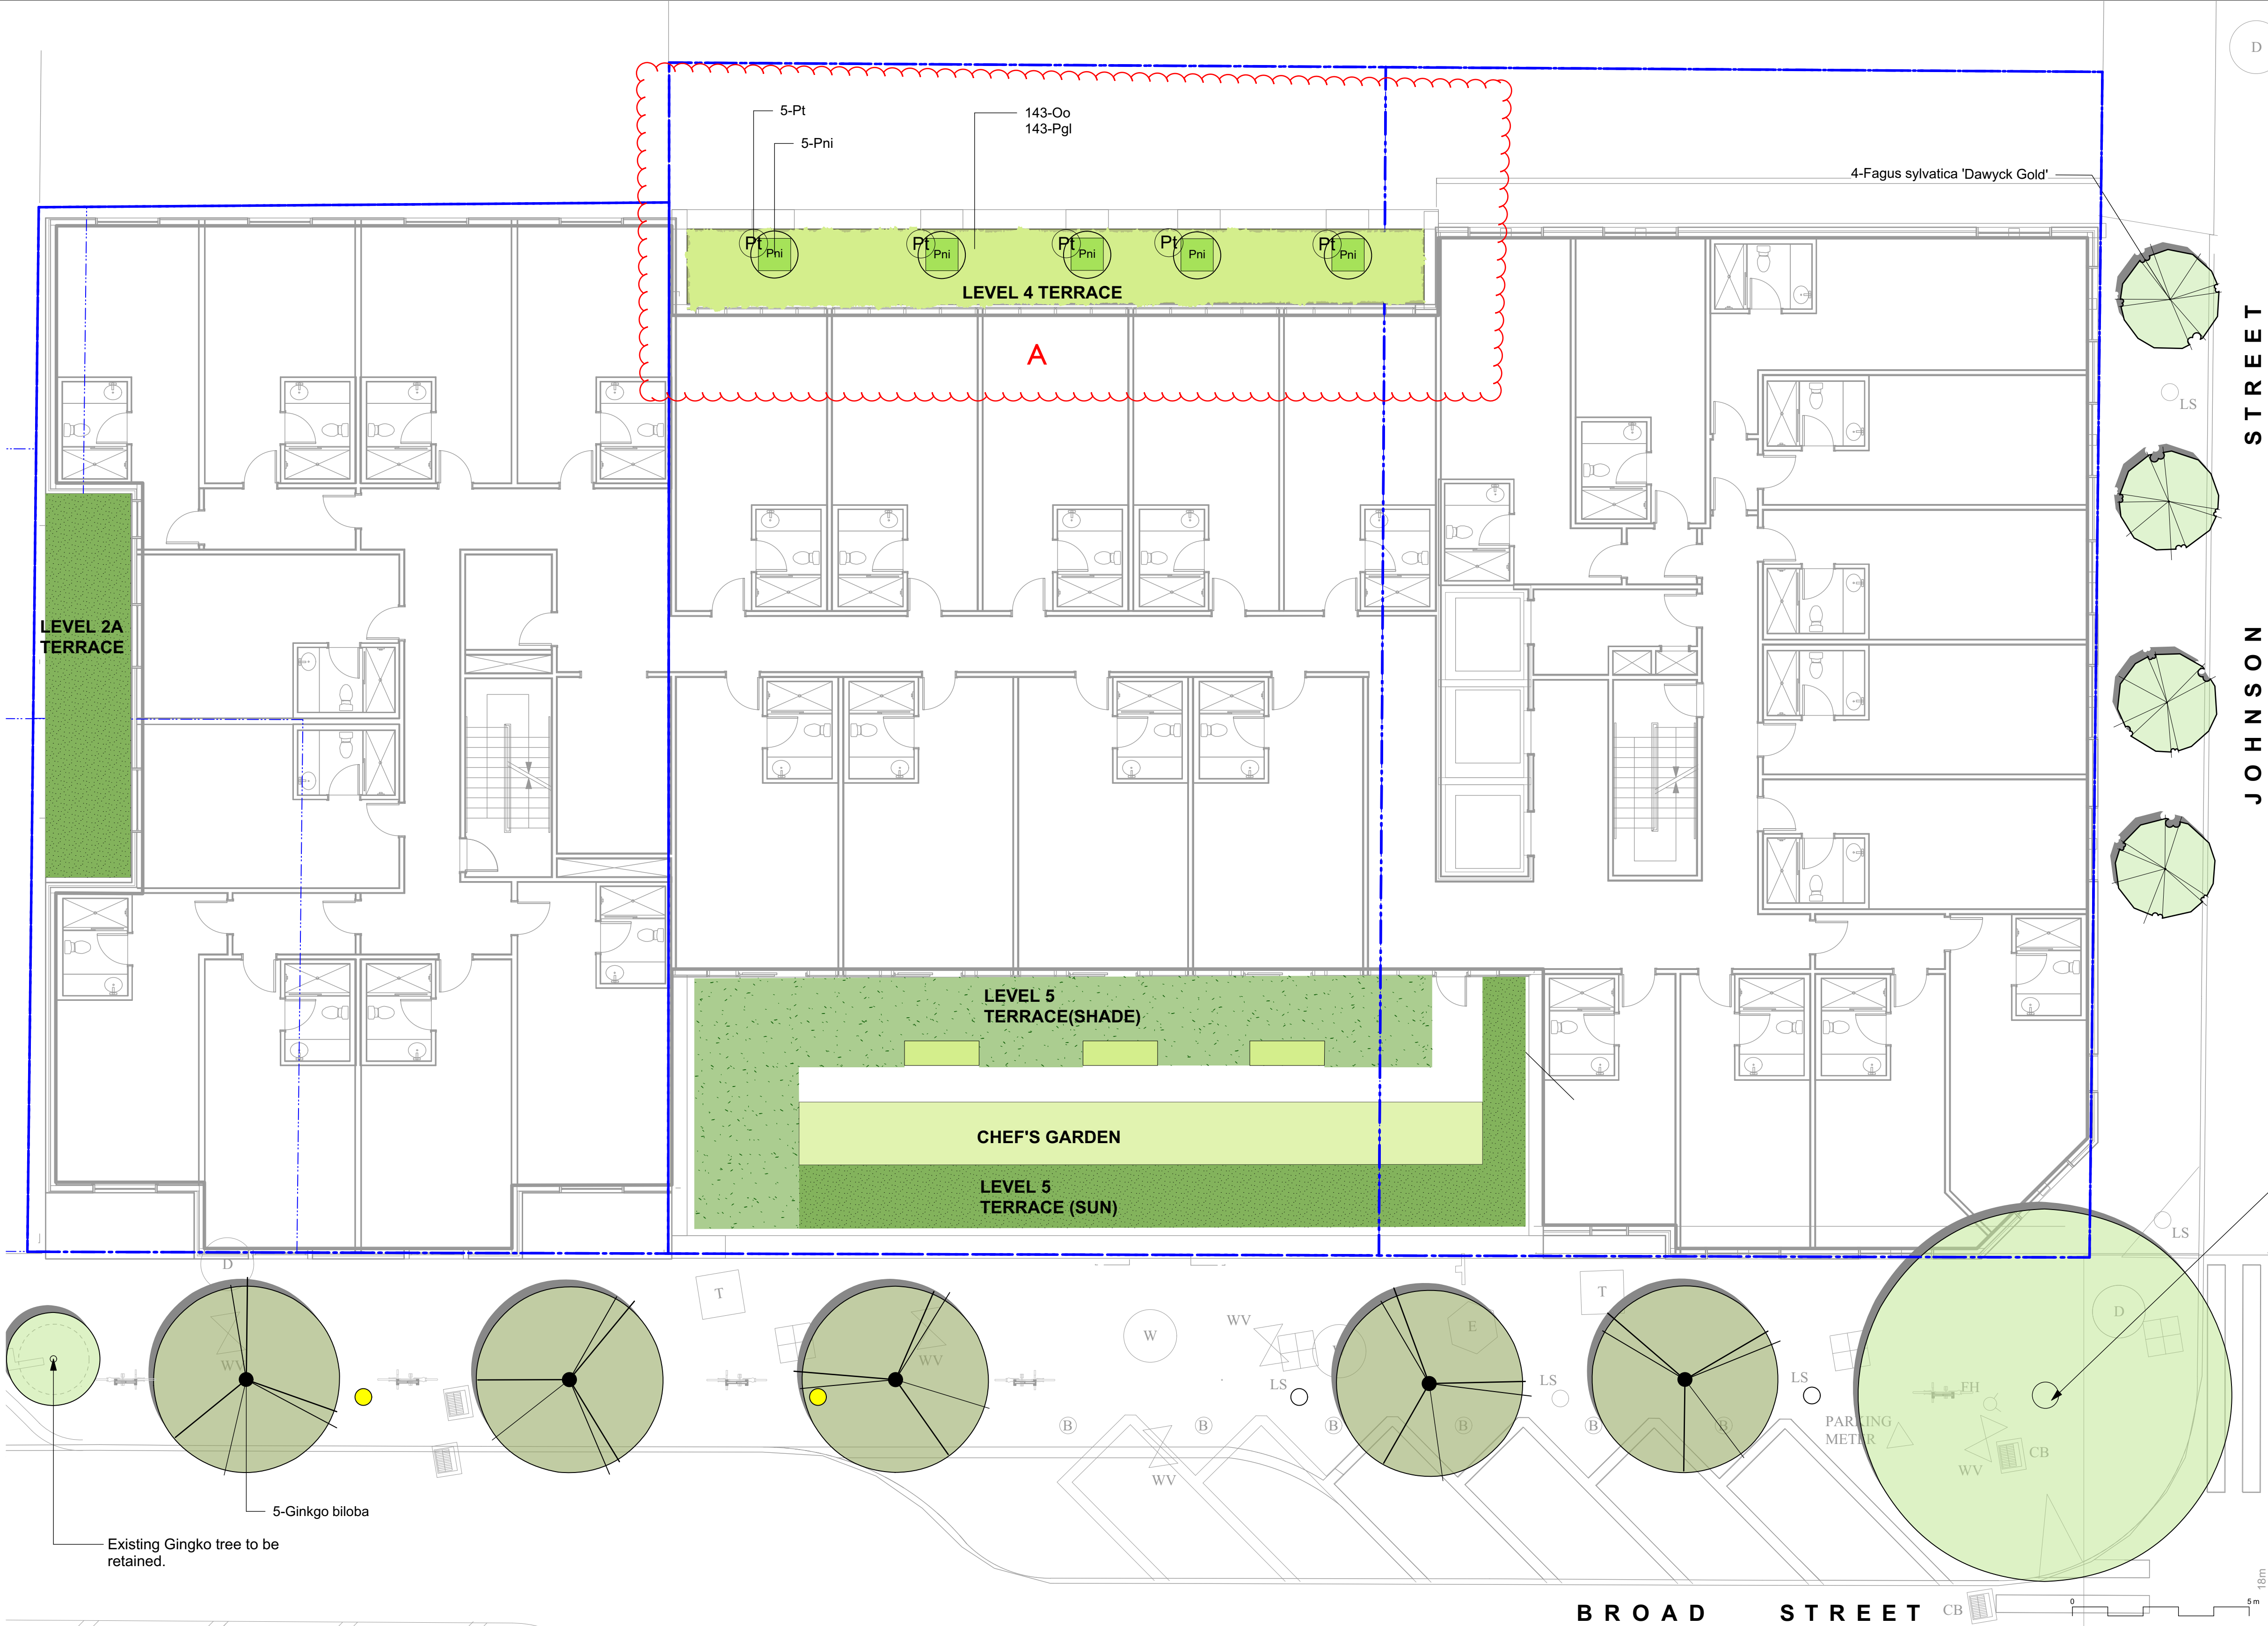 D
5-Pt
143-Oo
143-Pgl
5-Pni
4-Fagus sylvatica 'Dawyck Gold'
Pt
Pni
Pt
Pni
Pt
Pni
Pt
Pni
Pt
Pni
LEVEL 4 TERRACE
A
LS
JOHNSON STREET
LEVEL 2A
TERRACE
LEVEL 5
TERRACE(SHADE)
CHEF'S GARDEN
LEVEL 5
TERRACE (SUN)
LS
D
T
T
W
WV
E
D
WV
WV
LS
LS
LS
FH
B
B
B
B
B
B
PARKING
METER
CB
WV
WV
5-Ginkgo biloba
Existing Gingko tree to be
retained.
BROAD STREET
CB
0
5 m
18m